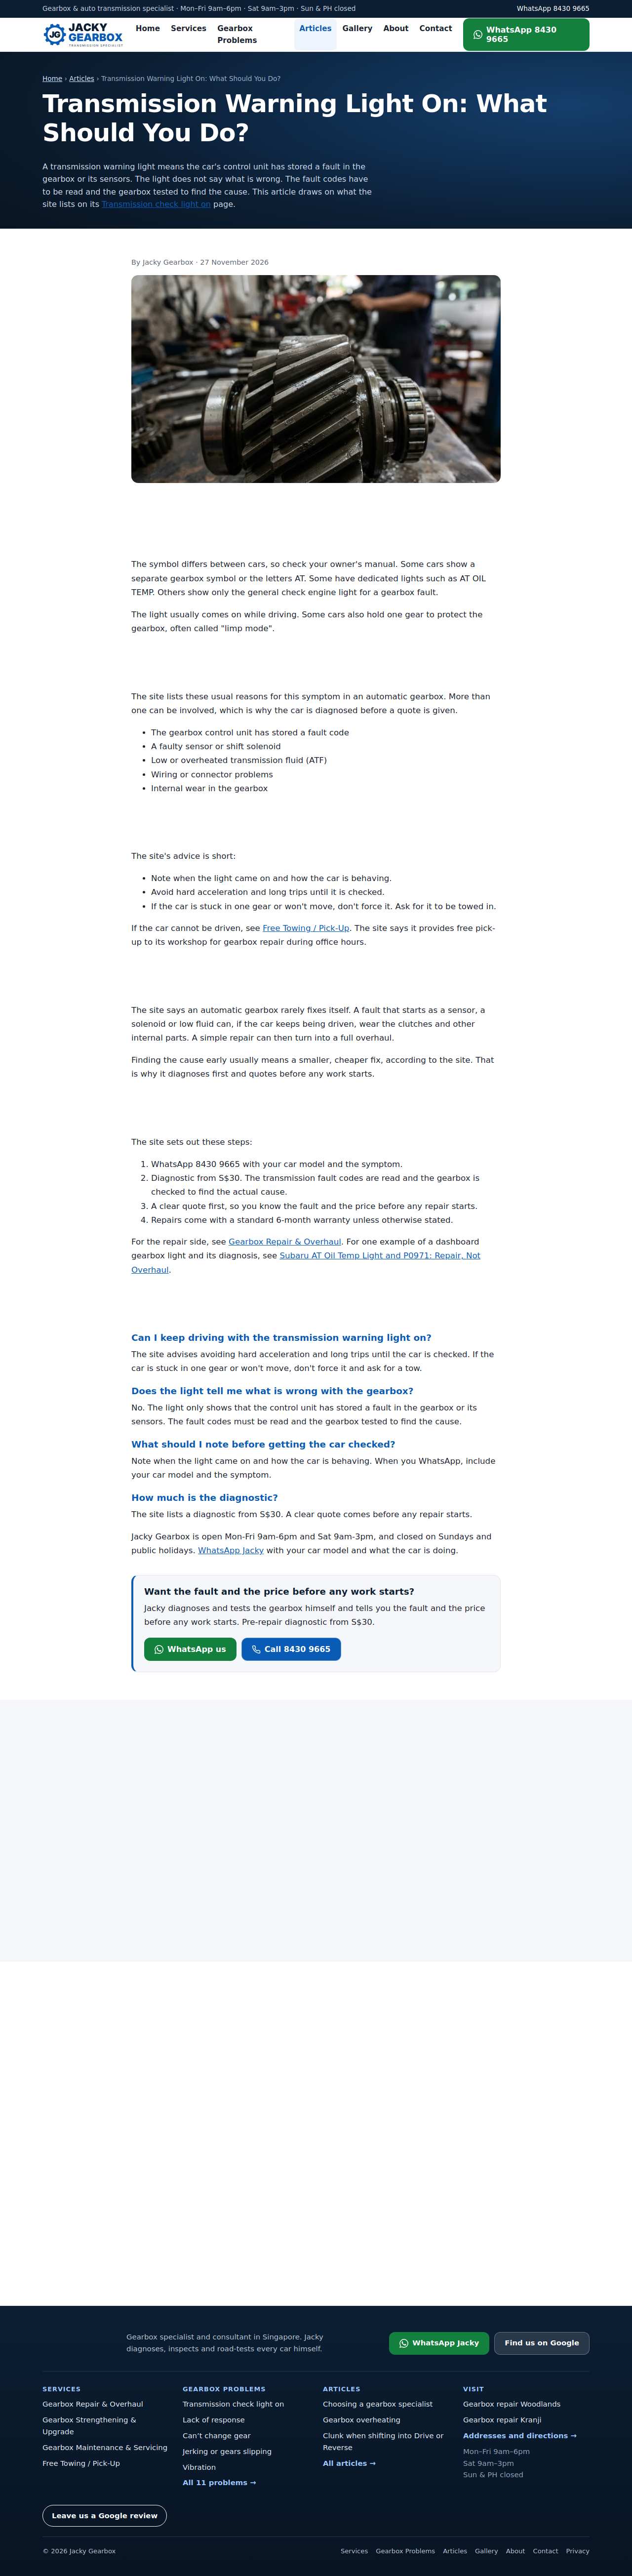 Gearbox & auto transmission specialist · Mon–Fri 9am–6pm · Sat 9am–3pm · Sun & PH closed
WhatsApp 8430 9665
JG JACKY
GEARBOX
TRANSMISSION SPECIALIST
Home
Services
Gearbox
Problems
Articles
Gallery
About
Contact
WhatsApp 8430
9665
Home › Articles › Transmission Warning Light On: What Should You Do?
Transmission Warning Light On: What
Should You Do?
A transmission warning light means the car's control unit has stored a fault in the
gearbox or its sensors. The light does not say what is wrong. The fault codes have
to be read and the gearbox tested to find the cause. This article draws on what the
site lists on its Transmission check light on page.
By Jacky Gearbox · 27 November 2026
The symbol differs between cars, so check your owner's manual. Some cars show a
separate gearbox symbol or the letters AT. Some have dedicated lights such as AT OIL
TEMP. Others show only the general check engine light for a gearbox fault.
The light usually comes on while driving. Some cars also hold one gear to protect the
gearbox, often called "limp mode".
The site lists these usual reasons for this symptom in an automatic gearbox. More than
one can be involved, which is why the car is diagnosed before a quote is given.
• The gearbox control unit has stored a fault code
• A faulty sensor or shift solenoid
• Low or overheated transmission fluid (ATF)
• Wiring or connector problems
• Internal wear in the gearbox
The site's advice is short:
• Note when the light came on and how the car is behaving.
• Avoid hard acceleration and long trips until it is checked.
• If the car is stuck in one gear or won't move, don't force it. Ask for it to be towed in.
If the car cannot be driven, see Free Towing / Pick-Up. The site says it provides free pick-
up to its workshop for gearbox repair during office hours.
The site says an automatic gearbox rarely fixes itself. A fault that starts as a sensor, a
solenoid or low fluid can, if the car keeps being driven, wear the clutches and other
internal parts. A simple repair can then turn into a full overhaul.
Finding the cause early usually means a smaller, cheaper fix, according to the site. That
is why it diagnoses first and quotes before any work starts.
The site sets out these steps:
1. WhatsApp 8430 9665 with your car model and the symptom.
2. Diagnostic from S$30. The transmission fault codes are read and the gearbox is
checked to find the actual cause.
3. A clear quote first, so you know the fault and the price before any repair starts.
4. Repairs come with a standard 6-month warranty unless otherwise stated.
For the repair side, see Gearbox Repair & Overhaul. For one example of a dashboard
gearbox light and its diagnosis, see Subaru AT Oil Temp Light and P0971: Repair, Not
Overhaul.
Can I keep driving with the transmission warning light on?
The site advises avoiding hard acceleration and long trips until the car is checked. If the
car is stuck in one gear or won't move, don't force it and ask for a tow.
Does the light tell me what is wrong with the gearbox?
No. The light only shows that the control unit has stored a fault in the gearbox or its
sensors. The fault codes must be read and the gearbox tested to find the cause.
What should I note before getting the car checked?
Note when the light came on and how the car is behaving. When you WhatsApp, include
your car model and the symptom.
How much is the diagnostic?
The site lists a diagnostic from S$30. A clear quote comes before any repair starts.
Jacky Gearbox is open Mon-Fri 9am-6pm and Sat 9am-3pm, and closed on Sundays and
public holidays. WhatsApp Jacky with your car model and what the car is doing.
Want the fault and the price before any work starts?
Jacky diagnoses and tests the gearbox himself and tells you the fault and the price
before any work starts. Pre-repair diagnostic from S$30.
WhatsApp us
Call 8430 9665
Gearbox specialist and consultant in Singapore. Jacky
diagnoses, inspects and road-tests every car himself.
WhatsApp Jacky
Find us on Google
SERVICES
Gearbox Repair & Overhaul
Gearbox Strengthening &
Upgrade
Gearbox Maintenance & Servicing
Free Towing / Pick-Up
GEARBOX PROBLEMS
Transmission check light on
Lack of response
Can't change gear
Jerking or gears slipping
Vibration
All 11 problems →
ARTICLES
Choosing a gearbox specialist
Gearbox overheating
Clunk when shifting into Drive or
Reverse
All articles →
VISIT
Gearbox repair Woodlands
Gearbox repair Kranji
Addresses and directions →
Mon–Fri 9am–6pm
Sat 9am–3pm
Sun & PH closed
Leave us a Google review
© 2026 Jacky Gearbox
Services
Gearbox Problems
Articles
Gallery
About
Contact
Privacy